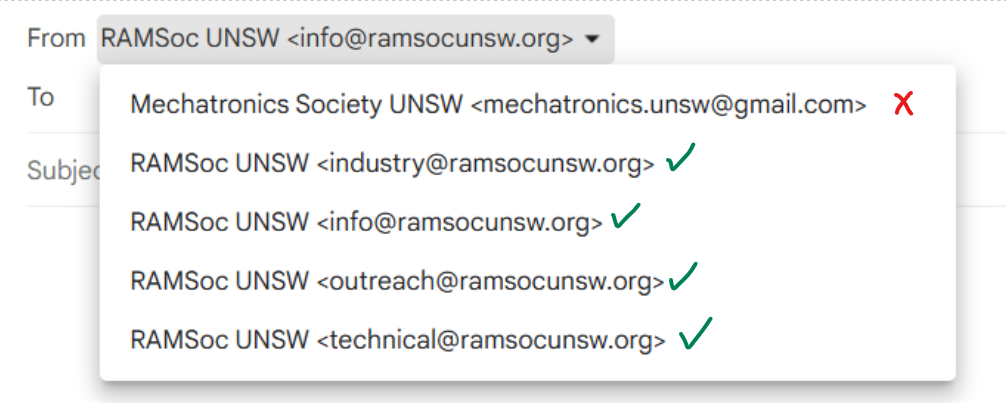 From RAMSoc UNSW <info@ramsocunsw.org>
To
Mechatronics Society UNSW <mechatronics.unsw@gmail.com>
Subjec
RAMSoc UNSW <industry@ramsocunsw.org>
RAMSoc UNSW <info@ramsocunsw.org>
RAMSoc UNSW <outreach@ramsocunsw.org>
RAMSoc UNSW <technical@ramsocunsw.org>